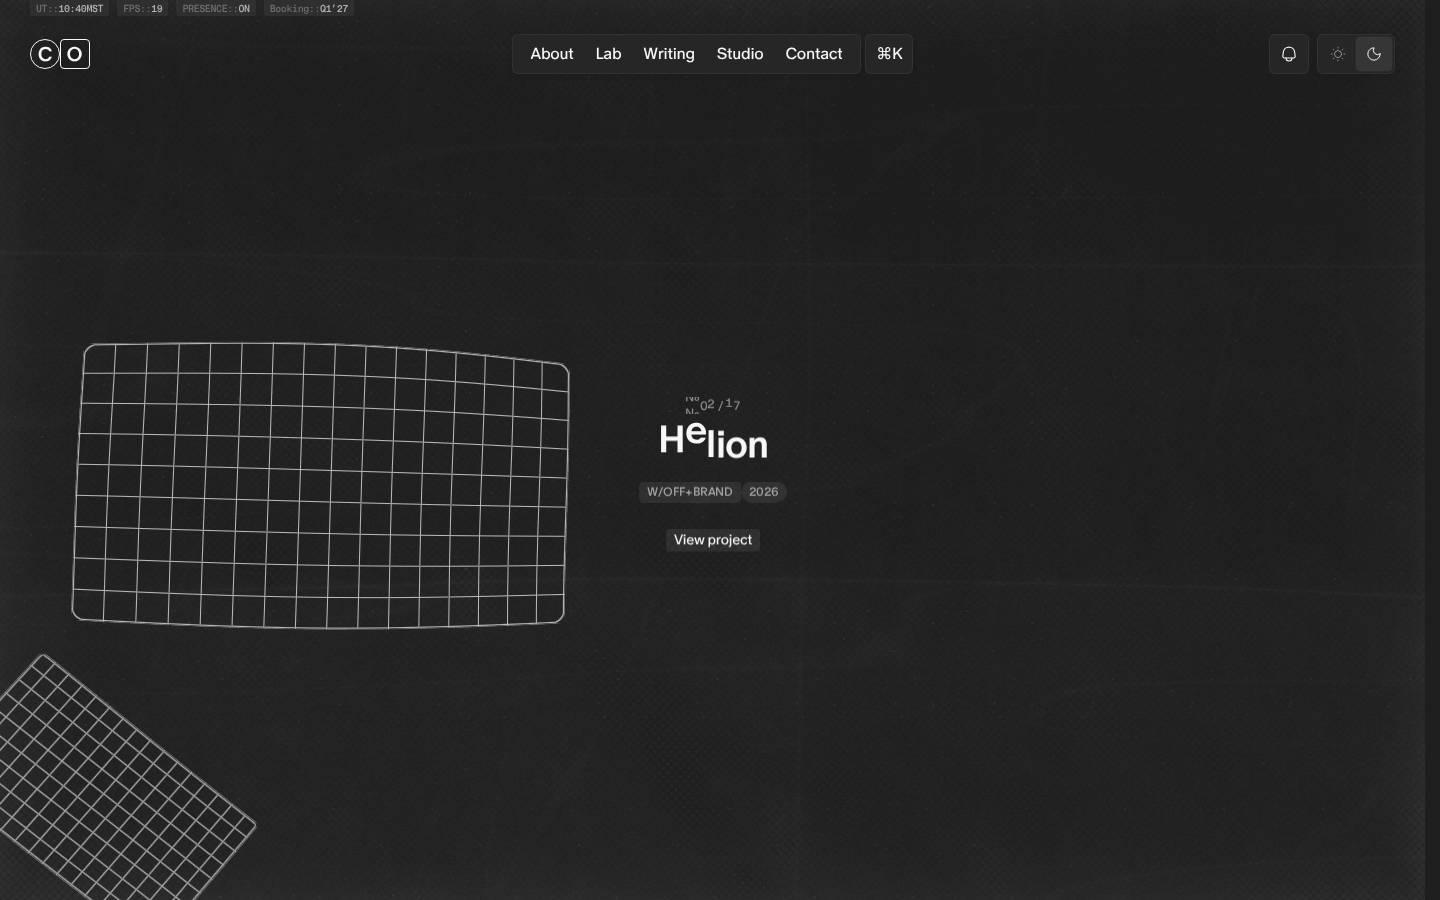 UT::10:40MST FPS::19 PRESENCE::ON Booking::Q1'27
CO
About Lab Writing Studio Contact ⌘K
02/17
Helion
W/OFF+BRAND 2026
View project